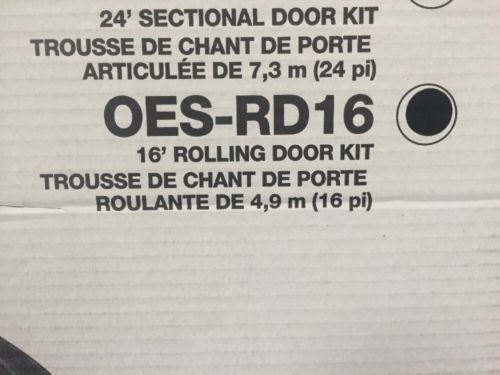 24' SECTIONAL DOOR KIT
TROUSSE DE CHANT DE PORTE
ARTICULÉE DE 7,3 m (24 pi)
OES-RD16
16' ROLLING DOOR KIT
TROUSSE DE CHANT DE PORTE
ROULANTE DE 4,9 m (16 pi)